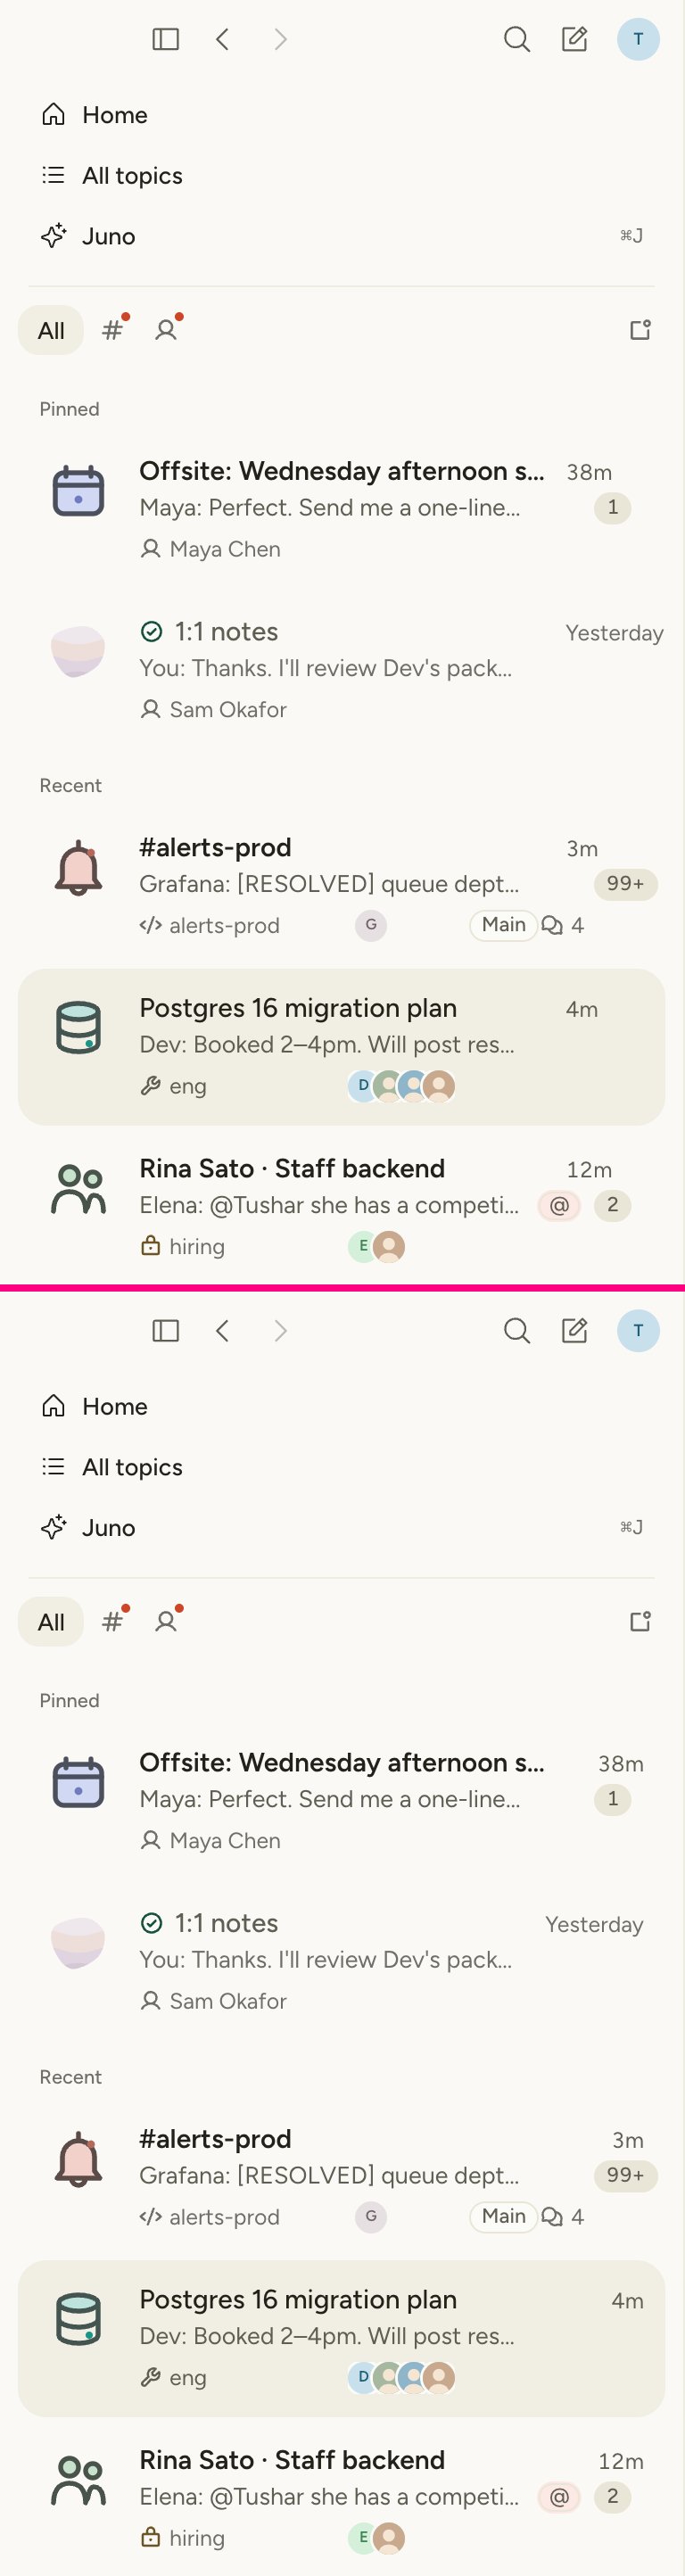 T
Home
All topics
Juno ⌘J
All
Pinned
Offsite: Wednesday afternoon s... 38m
Maya: Perfect. Send me a one-line... 1
Maya Chen
1:1 notes Yesterday
You: Thanks. I'll review Dev's pack...
Sam Okafor
Recent
#alerts-prod 3m
Grafana: [RESOLVED] queue dept... 99+
alerts-prod G Main 4
Postgres 16 migration plan 4m
Dev: Booked 2–4pm. Will post res...
eng D
Rina Sato · Staff backend 12m
Elena: @Tushar she has a competi... @ 2
hiring E
T
Home
All topics
Juno ⌘J
All
Pinned
Offsite: Wednesday afternoon s... 38m
Maya: Perfect. Send me a one-line... 1
Maya Chen
1:1 notes Yesterday
You: Thanks. I'll review Dev's pack...
Sam Okafor
Recent
#alerts-prod 3m
Grafana: [RESOLVED] queue dept... 99+
alerts-prod G Main 4
Postgres 16 migration plan 4m
Dev: Booked 2–4pm. Will post res...
eng D
Rina Sato · Staff backend 12m
Elena: @Tushar she has a competi... @ 2
hiring E